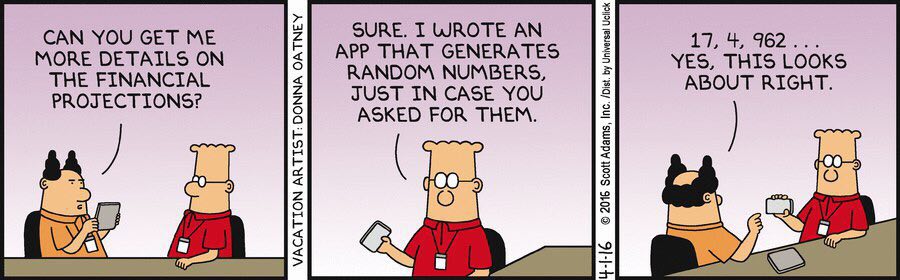 CAN YOU GET ME
MORE DETAILS ON
THE FINANCIAL
PROJECTIONS?
VACATION ARTIST: DONNA OATNEY
SURE. I WROTE AN
APP THAT GENERATES
RANDOM NUMBERS,
JUST IN CASE YOU
ASKED FOR THEM.
4-1-16 © 2016 Scott Adams, Inc. /Dist. by Universal Uclick
17, 4, 962 . . .
YES, THIS LOOKS
ABOUT RIGHT.